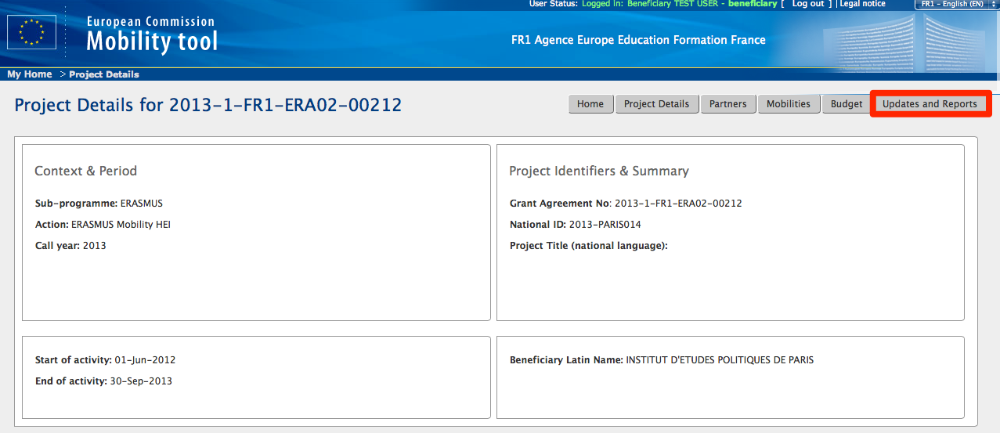 User Status: Logged in: Beneficiary TEST USER - beneficiary [ Log out ] | Legal notice
FR1 - English (EN)
European Commission
Mobility tool
FR1 Agence Europe Education Formation France
My Home > Project Details
Project Details for 2013-1-FR1-ERA02-00212
Home Project Details Partners Mobilities Budget Updates and Reports
Context & Period
Sub-programme: ERASMUS
Action: ERASMUS Mobility HEI
Call year: 2013
Project Identifiers & Summary
Grant Agreement No: 2013-1-FR1-ERA02-00212
National ID: 2013-PARIS014
Project Title (national language):
Start of activity: 01-Jun-2012
End of activity: 30-Sep-2013
Beneficiary Latin Name: INSTITUT D'ETUDES POLITIQUES DE PARIS